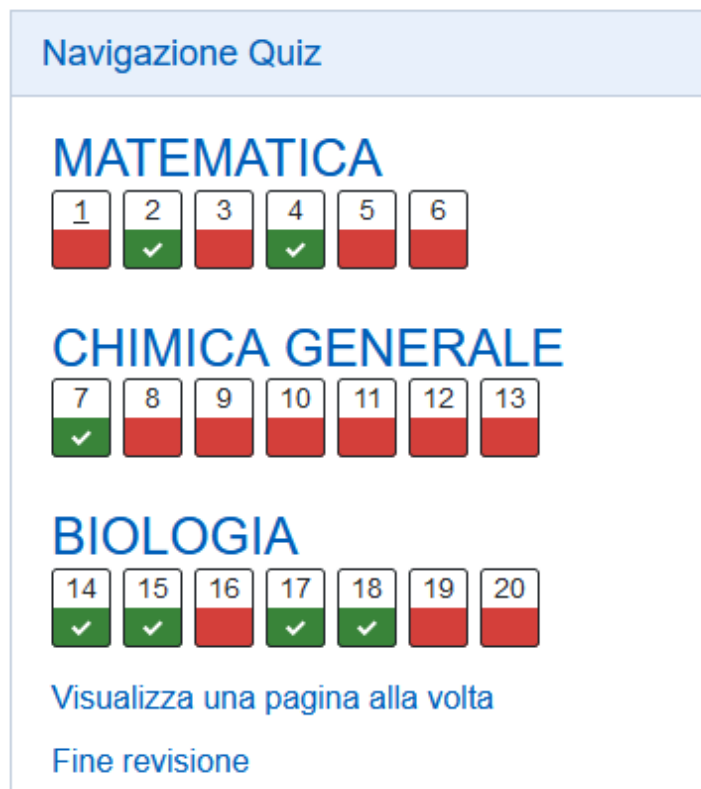 Navigazione Quiz
MATEMATICA
1 2 3 4 5 6
CHIMICA GENERALE
7 8 9 10 11 12 13
BIOLOGIA
14 15 16 17 18 19 20
Visualizza una pagina alla volta
Fine revisione